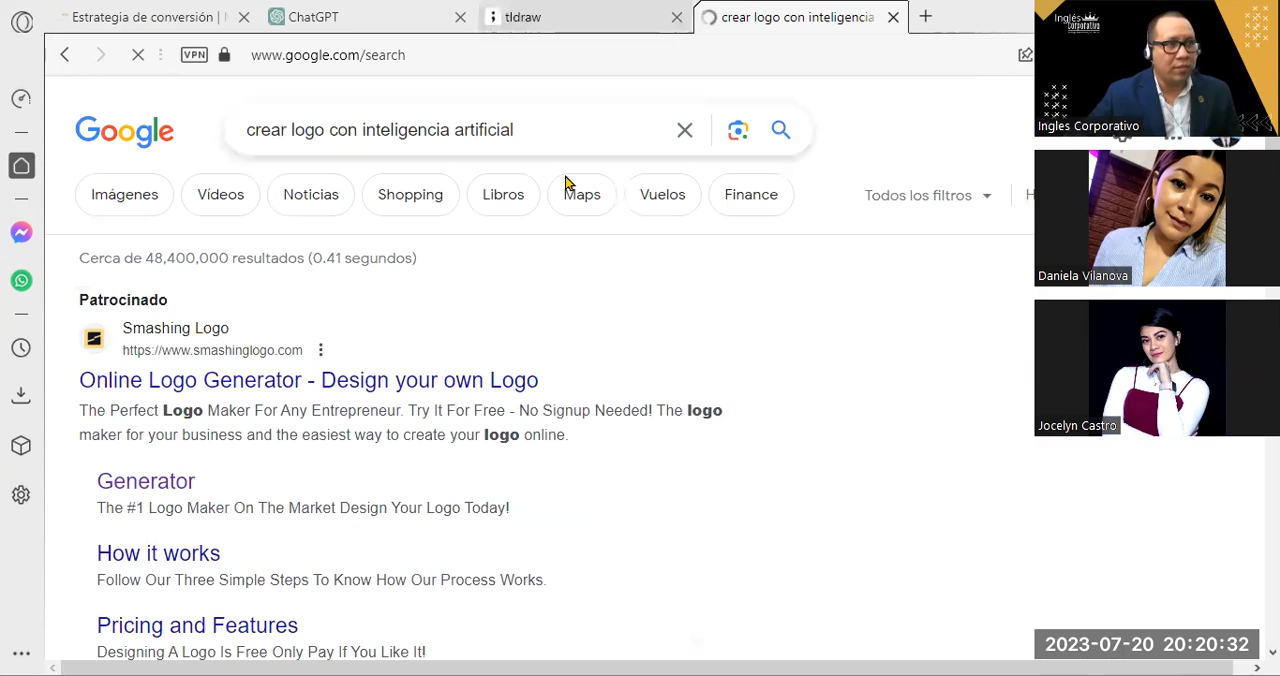 Estrategia de conversión |
ChatGPT
tldraw
crear logo con inteligencia
VPN
www.google.com/search
Google
crear logo con inteligencia artificial
Imágenes
Vídeos
Noticias
Shopping
Libros
Maps
Vuelos
Finance
Todos los filtros
Cerca de 48,400,000 resultados (0.41 segundos)
Patrocinado
Smashing Logo
https://www.smashinglogo.com
Online Logo Generator - Design your own Logo
The Perfect Logo Maker For Any Entrepreneur. Try It For Free - No Signup Needed! The logo
maker for your business and the easiest way to create your logo online.
Generator
The #1 Logo Maker On The Market Design Your Logo Today!
How it works
Follow Our Three Simple Steps To Know How Our Process Works.
Pricing and Features
Designing A Logo Is Free Only Pay If You Like It!
Inglés
Corporativo
Ingles Corporativo
Daniela Vilanova
Jocelyn Castro
2023-07-20 20:20:32